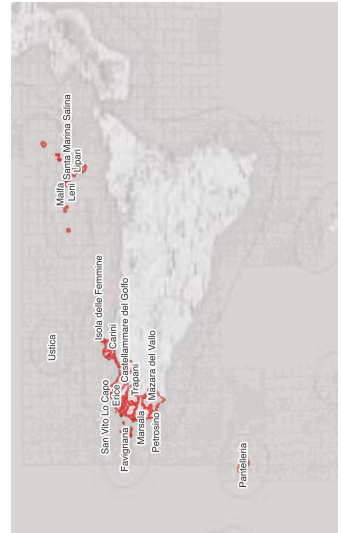 Malfa
Santa Marina Salina
Leni
Lipari
Ustica
Isola delle Femmine
Carini
Castellammare del Golfo
San Vito Lo Capo
Erice
Trapani
Favignana
Marsala
Mazara del Vallo
Petrosino
Pantelleria